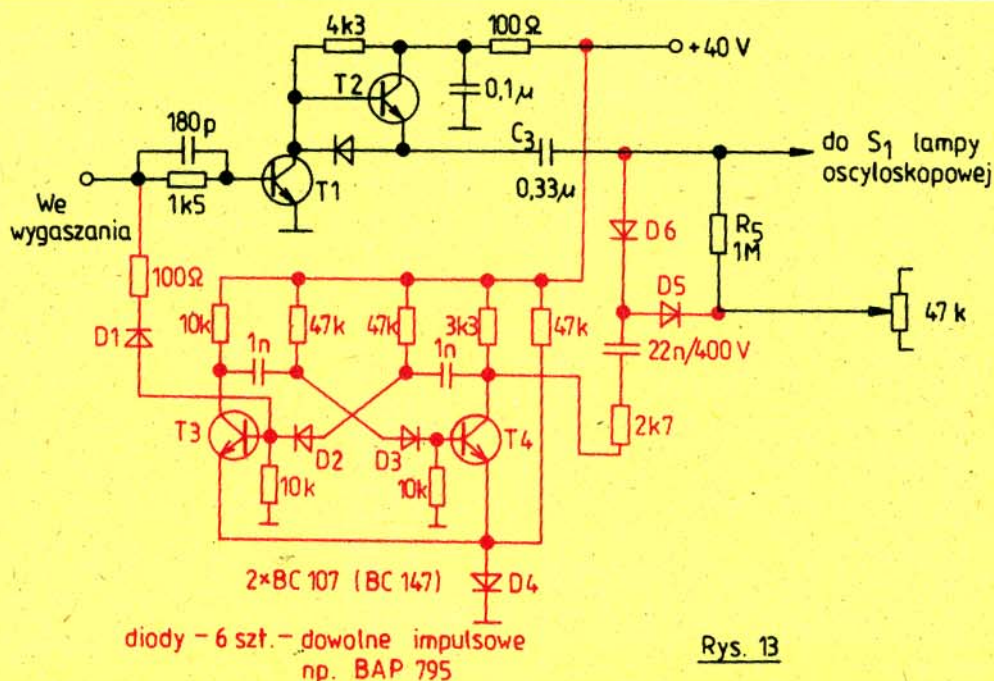 4k3
100Ω
+40 V
T2
0,1μ
180p
C3
do S1 lampy
oscyloskopowej
We
wygaszania
1k5
T1
0,33μ
D6
R5
1M
100Ω
D5
47k
D1
10k
47k
47k
3k3
47k
22n/400V
1n
1n
2k7
T3
D2
D3
T4
10k
10k
2×BC 107 (BC 147)
D4
diody - 6 szt. - dowolne impulsowe
np. BAP 795
Rys. 13